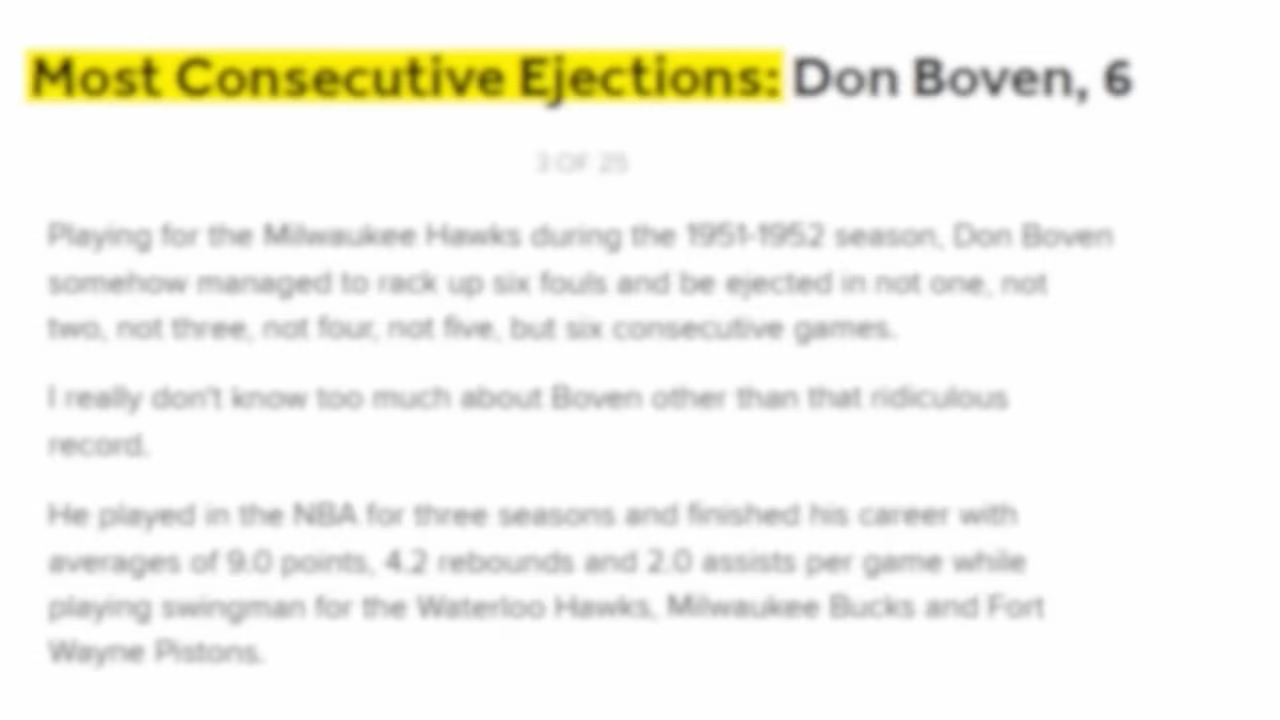 Most Consecutive Ejections: Don Boven, 6
3 OF 25
Playing for the Milwaukee Hawks during the 1951-1952 season, Don Boven
somehow managed to rack up six fouls and be ejected in not one, not
two, not three, not four, not five, but six consecutive games.
I really don't know too much about Boven other than that ridiculous
record.
He played in the NBA for three seasons and finished his career with
averages of 9.0 points, 4.2 rebounds and 2.0 assists per game while
playing swingman for the Waterloo Hawks, Milwaukee Bucks and Fort
Wayne Pistons.